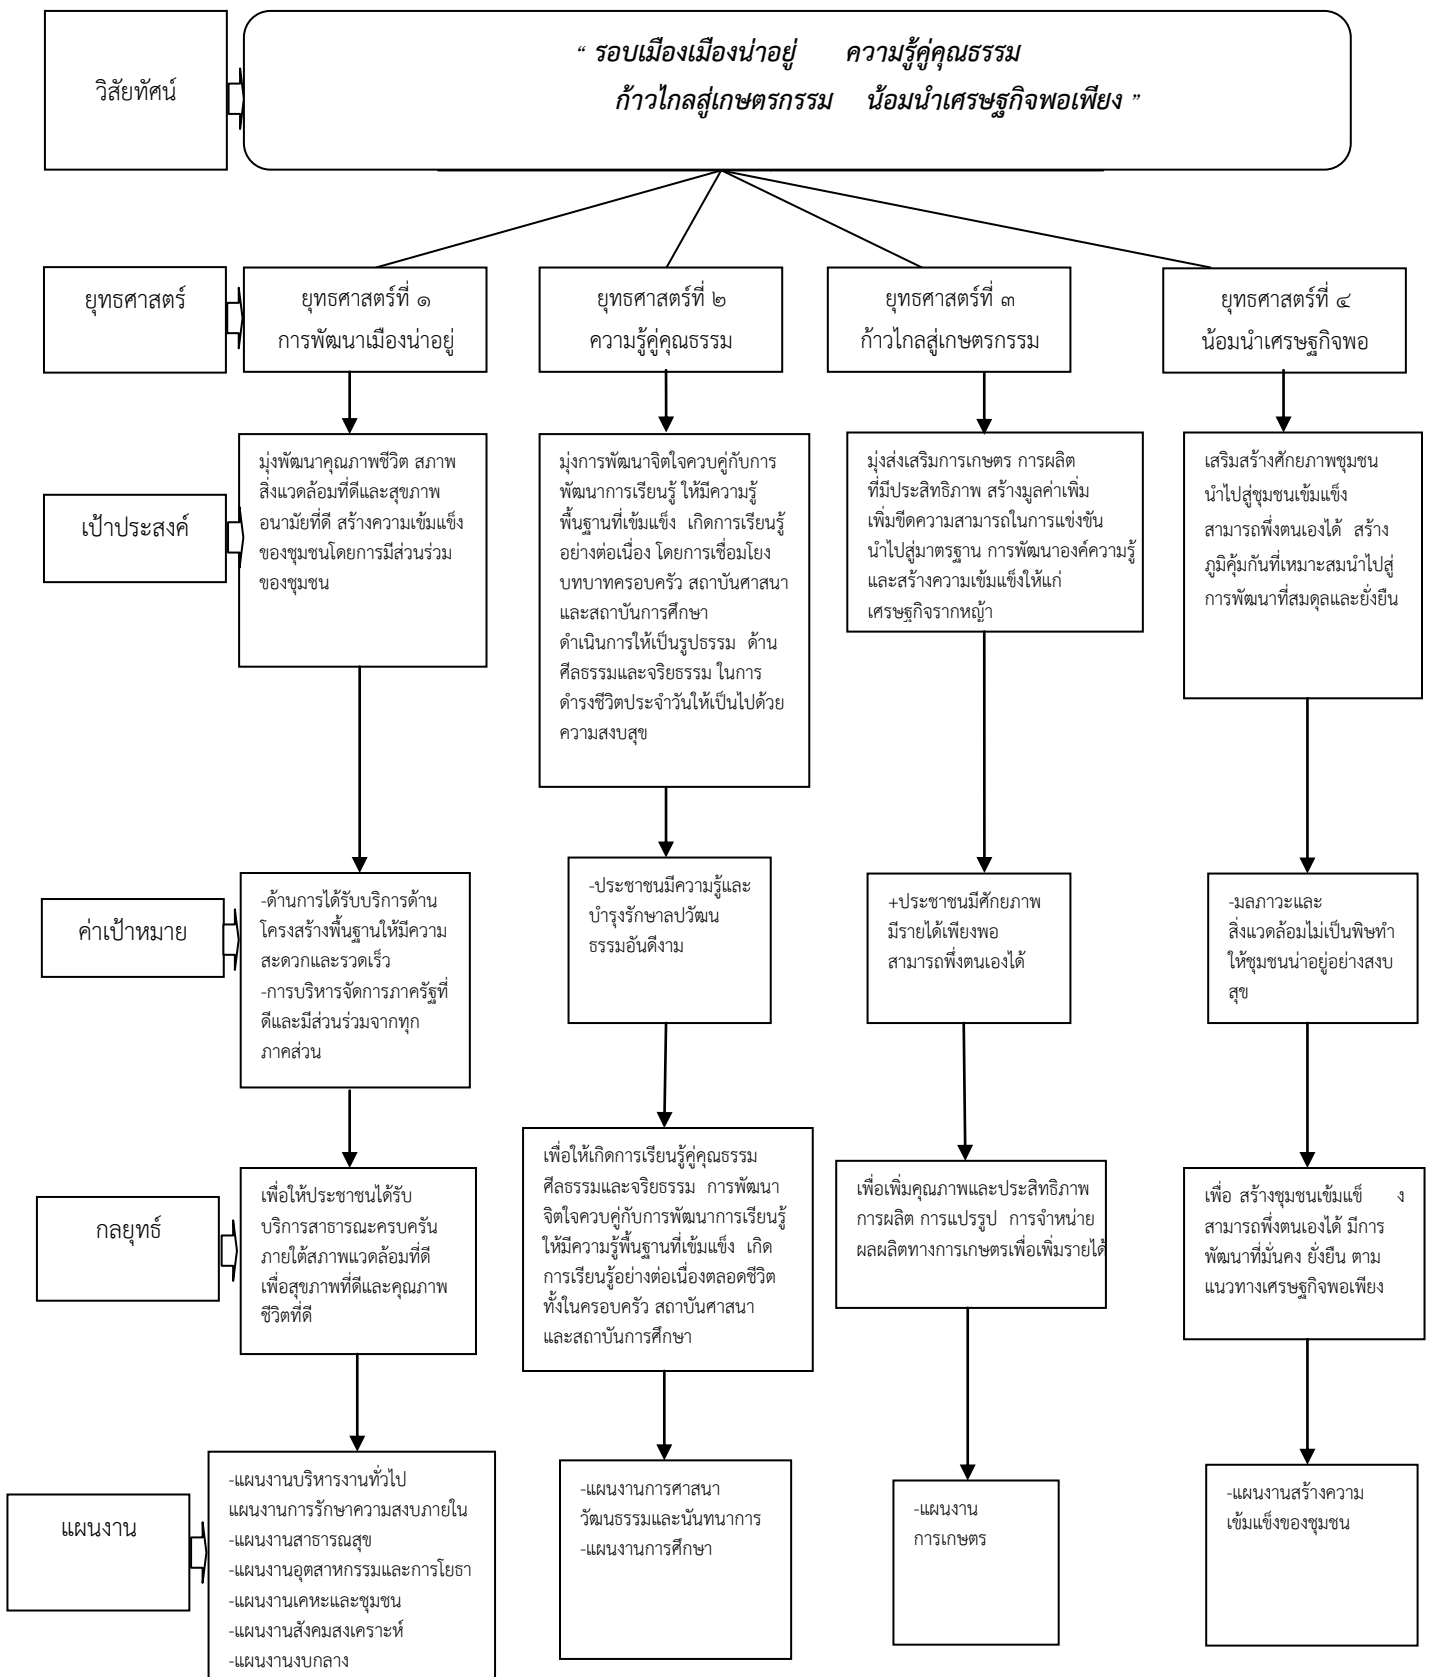 วิสัยทัศน์
“ รอบเมืองเมืองน่าอยู่ ความรู้คู่คุณธรรม
ก้าวไกลสู่เกษตรกรรม น้อมนำเศรษฐกิจพอเพียง ”
ยุทธศาสตร์
ยุทธศาสตร์ที่ ๑
การพัฒนาเมืองน่าอยู่
ยุทธศาสตร์ที่ ๒
ความรู้คู่คุณธรรม
ยุทธศาสตร์ที่ ๓
ก้าวไกลสู่เกษตรกรรม
ยุทธศาสตร์ที่ ๔
น้อมนำเศรษฐกิจพอ
เป้าประสงค์
มุ่งพัฒนาคุณภาพชีวิต สภาพ
สิ่งแวดล้อมที่ดีและสุขภาพ
อนามัยที่ดี สร้างความเข้มแข็ง
ของชุมชนโดยการมีส่วนร่วม
ของชุมชน
มุ่งการพัฒนาจิตใจควบคู่กับการ
พัฒนาการเรียนรู้ ให้มีความรู้
พื้นฐานที่เข้มแข็ง เกิดการเรียนรู้
อย่างต่อเนื่อง โดยการเชื่อมโยง
บทบาทครอบครัว สถาบันศาสนา
และสถาบันการศึกษา
ดำเนินการให้เป็นรูปธรรม ด้าน
ศีลธรรมและจริยธรรม ในการ
ดำรงชีวิตประจำวันให้เป็นไปด้วย
ความสงบสุข
มุ่งส่งเสริมการเกษตร การผลิต
ที่มีประสิทธิภาพ สร้างมูลค่าเพิ่ม
เพิ่มขีดความสามารถในการแข่งขัน
นำไปสู่มาตรฐาน การพัฒนาองค์ความรู้
และสร้างความเข้มแข็งให้แก่
เศรษฐกิจรากหญ้า
เสริมสร้างศักยภาพชุมชน
นำไปสู่ชุมชนเข้มแข็ง
สามารถพึ่งตนเองได้ สร้าง
ภูมิคุ้มกันที่เหมาะสมนำไปสู่
การพัฒนาที่สมดุลและยั่งยืน
ค่าเป้าหมาย
-ด้านการได้รับบริการด้าน
โครงสร้างพื้นฐานให้มีความ
สะดวกและรวดเร็ว
-การบริหารจัดการภาครัฐที่
ดีและมีส่วนร่วมจากทุก
ภาคส่วน
-ประชาชนมีความรู้และ
บำรุงรักษาลปวัฒน
ธรรมอันดีงาม
+ประชาชนมีศักยภาพ
มีรายได้เพียงพอ
สามารถพึ่งตนเองได้
-มลภาวะและ
สิ่งแวดล้อมไม่เป็นพิษทำ
ให้ชุมชนน่าอยู่อย่างสงบ
สุข
กลยุทธ์
เพื่อให้ประชาชนได้รับ
บริการสาธารณะครบครัน
ภายใต้สภาพแวดล้อมที่ดี
เพื่อสุขภาพที่ดีและคุณภาพ
ชีวิตที่ดี
เพื่อให้เกิดการเรียนรู้คู่คุณธรรม
ศีลธรรมและจริยธรรม การพัฒนา
จิตใจควบคู่กับการพัฒนาการเรียนรู้
ให้มีความรู้พื้นฐานที่เข้มแข็ง เกิด
การเรียนรู้อย่างต่อเนื่องตลอดชีวิต
ทั้งในครอบครัว สถาบันศาสนา
และสถาบันการศึกษา
เพื่อเพิ่มคุณภาพและประสิทธิภาพ
การผลิต การแปรรูป การจำหน่าย
ผลผลิตทางการเกษตรเพื่อเพิ่มรายได้
เพื่อ สร้างชุมชนเข้มแข็ ง
สามารถพึ่งตนเองได้ มีการ
พัฒนาที่มั่นคง ยั่งยืน ตาม
แนวทางเศรษฐกิจพอเพียง
แผนงาน
-แผนงานบริหารงานทั่วไป
แผนงานการรักษาความสงบภายใน
-แผนงานสาธารณสุข
-แผนงานอุตสาหกรรมและการโยธา
-แผนงานเคหะและชุมชน
-แผนงานสังคมสงเคราะห์
-แผนงานงบกลาง
-แผนงานการศาสนา
วัฒนธรรมและนันทนาการ
-แผนงานการศึกษา
-แผนงาน
การเกษตร
-แผนงานสร้างความ
เข้มแข็งของชุมชน